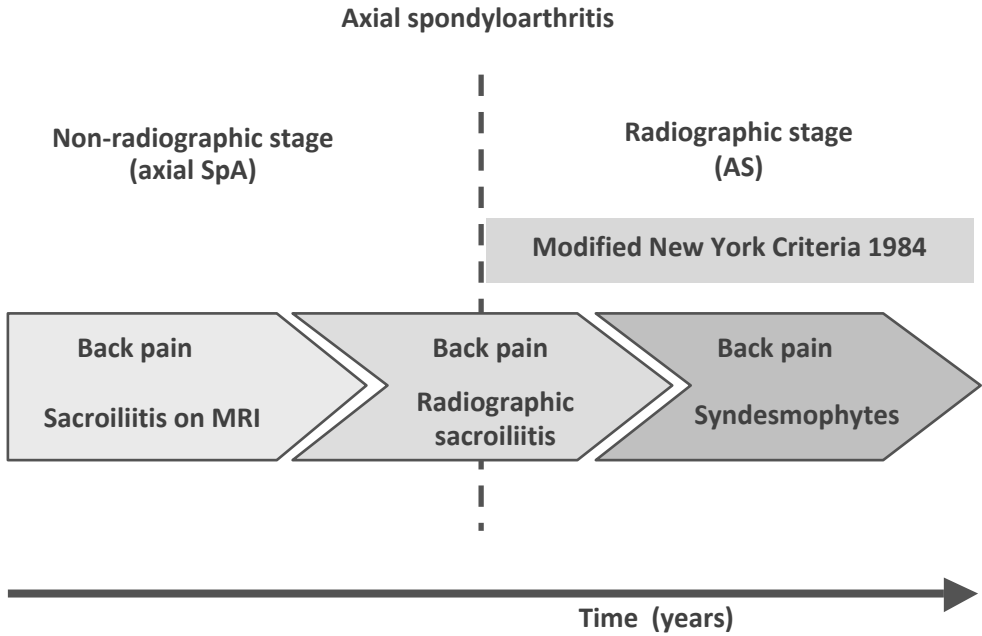 Axial spondyloarthritis
Non-radiographic stage
(axial SpA)
Radiographic stage
(AS)
Modified New York Criteria 1984
Back pain
Sacroiliitis on MRI
Back pain
Radiographic
sacroiliitis
Back pain
Syndesmophytes
Time (years)